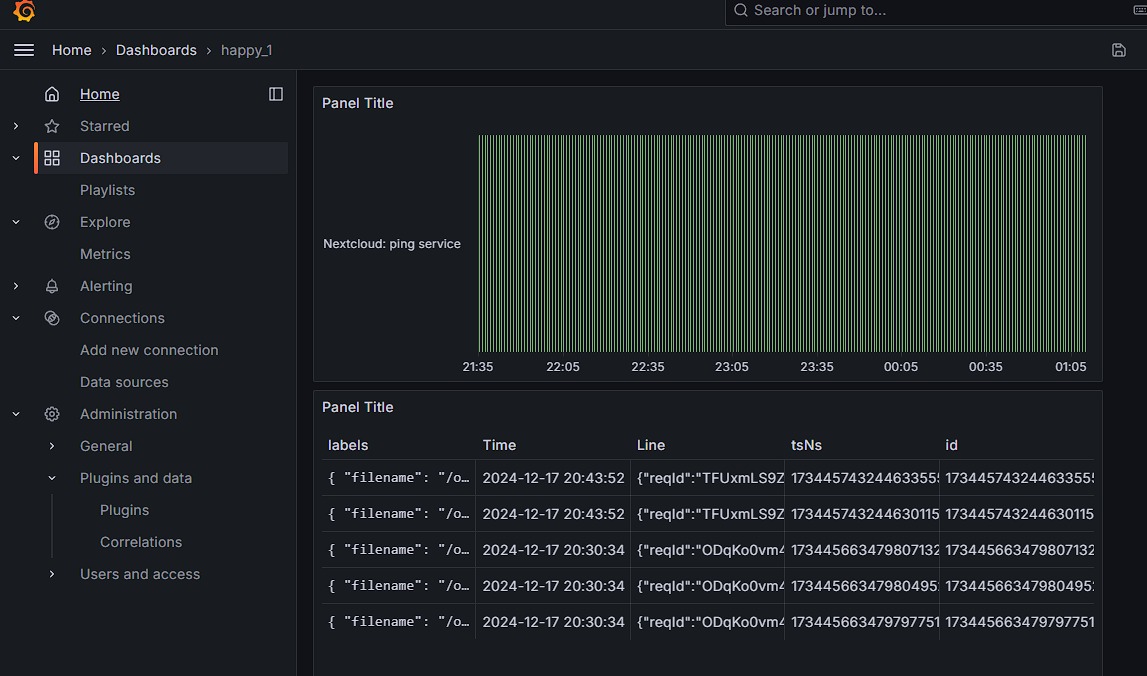 Search or jump to...
Home › Dashboards › happy_1
Home
Starred
Dashboards
Playlists
Explore
Metrics
Alerting
Connections
Add new connection
Data sources
Administration
General
Plugins and data
Plugins
Correlations
Users and access
Panel Title
Nextcloud: ping service
21:35 22:05 22:35 23:05 23:35 00:05 00:35 01:05
Panel Title
labels Time Line tsNs id
{ "filename": "/o… 2024-12-17 20:43:52 {"reqId":"TFUxmLS9Z 173445743244633555 173445743244633555
{ "filename": "/o… 2024-12-17 20:43:52 {"reqId":"TFUxmLS9Z 173445743244630115 173445743244630115
{ "filename": "/o… 2024-12-17 20:30:34 {"reqId":"ODqKo0vm4 173445663479807132 173445663479807132
{ "filename": "/o… 2024-12-17 20:30:34 {"reqId":"ODqKo0vm4 173445663479804952 173445663479804952
{ "filename": "/o… 2024-12-17 20:30:34 {"reqId":"ODqKo0vm4 173445663479797751 173445663479797751